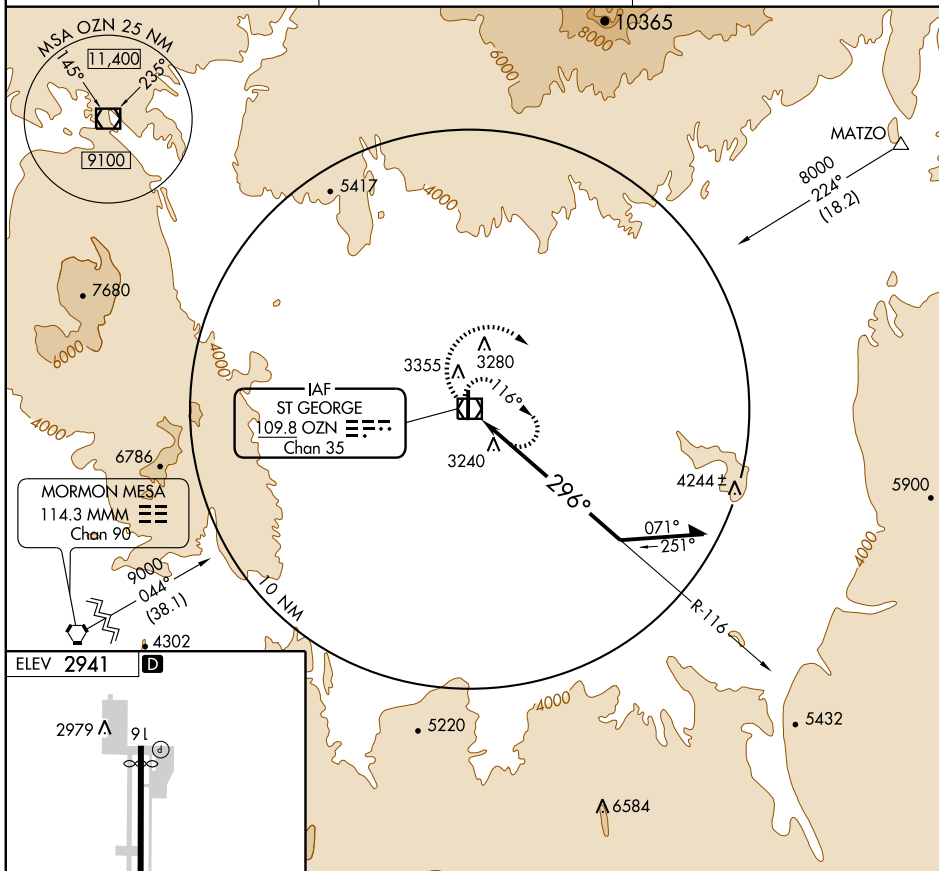 MSA OZN 25 NM
145°
11,400
235°
9100
10365
8000
6000
MATZO
8000
224°
(18.2)
4000
4000
5417
7680
6000
4000
3355
3280
116°
IAF
ST GEORGE
109.8 OZN
Chan 35
3240
296°
4244±
5900
6786
MORMON MESA
114.3 MMM
Chan 90
071°
251°
4000
9000
044°
(38.1)
10 NM
R-116
4302
ELEV 2941
D
4000
2979
16
P
5220
5432
6584